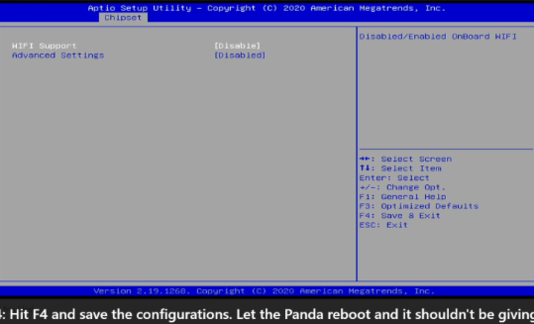 Aptio Setup Utility – Copyright (C) 2020 American Megatrends, Inc.
Chipset
WIFI Support [Disable]
Advanced Settings [Disabled]
Disabled/Enabled OnBoard WIFI
→←: Select Screen
↑↓: Select Item
Enter: Select
+/-: Change Opt.
F1: General Help
F3: Optimized Defaults
F4: Save & Exit
ESC: Exit
Version 2.19.1268. Copyright (C) 2020 American Megatrends, Inc.
4: Hit F4 and save the configurations. Let the Panda reboot and it shouldn't be giving